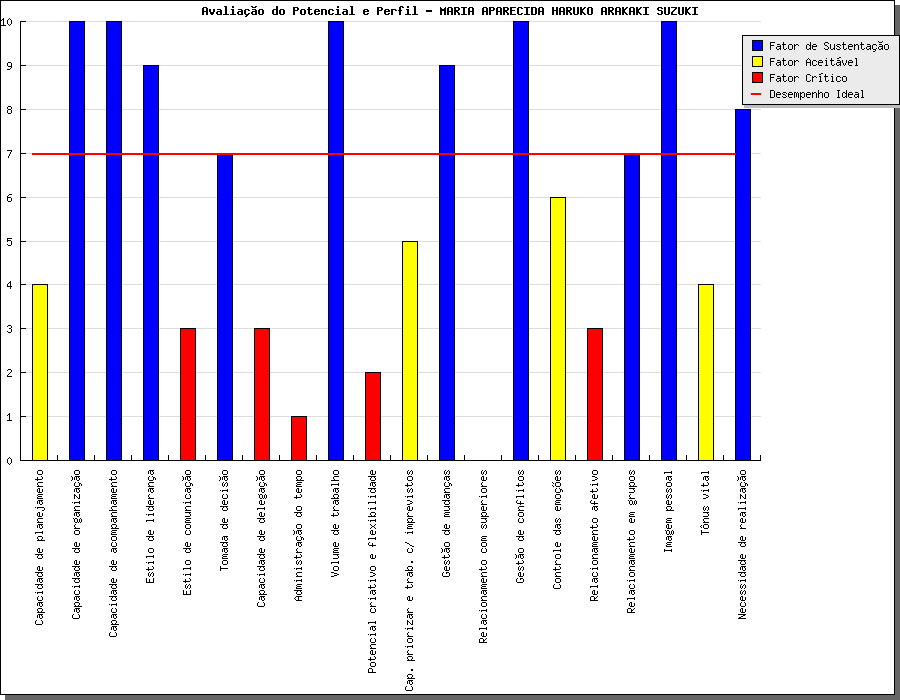 Avaliação do Potencial e Perfil - MARIA APARECIDA HARUKO ARAKAKI SUZUKI
Fator de Sustentação
Fator Aceitável
Fator Crítico
Desempenho Ideal
10
9
8
7
6
5
4
3
2
1
0
Capacidade de planejamento
Capacidade de organização
Capacidade de acompanhamento
Estilo de liderança
Estilo de comunicação
Tomada de decisão
Capacidade de delegação
Administração do tempo
Volume de trabalho
Potencial criativo e flexibilidade
Cap. priorizar e trab. c/ imprevistos
Gestão de mudanças
Relacionamento com superiores
Gestão de conflitos
Controle das emoções
Relacionamento afetivo
Relacionamento em grupos
Imagem pessoal
Tônus vital
Necessidade de realização